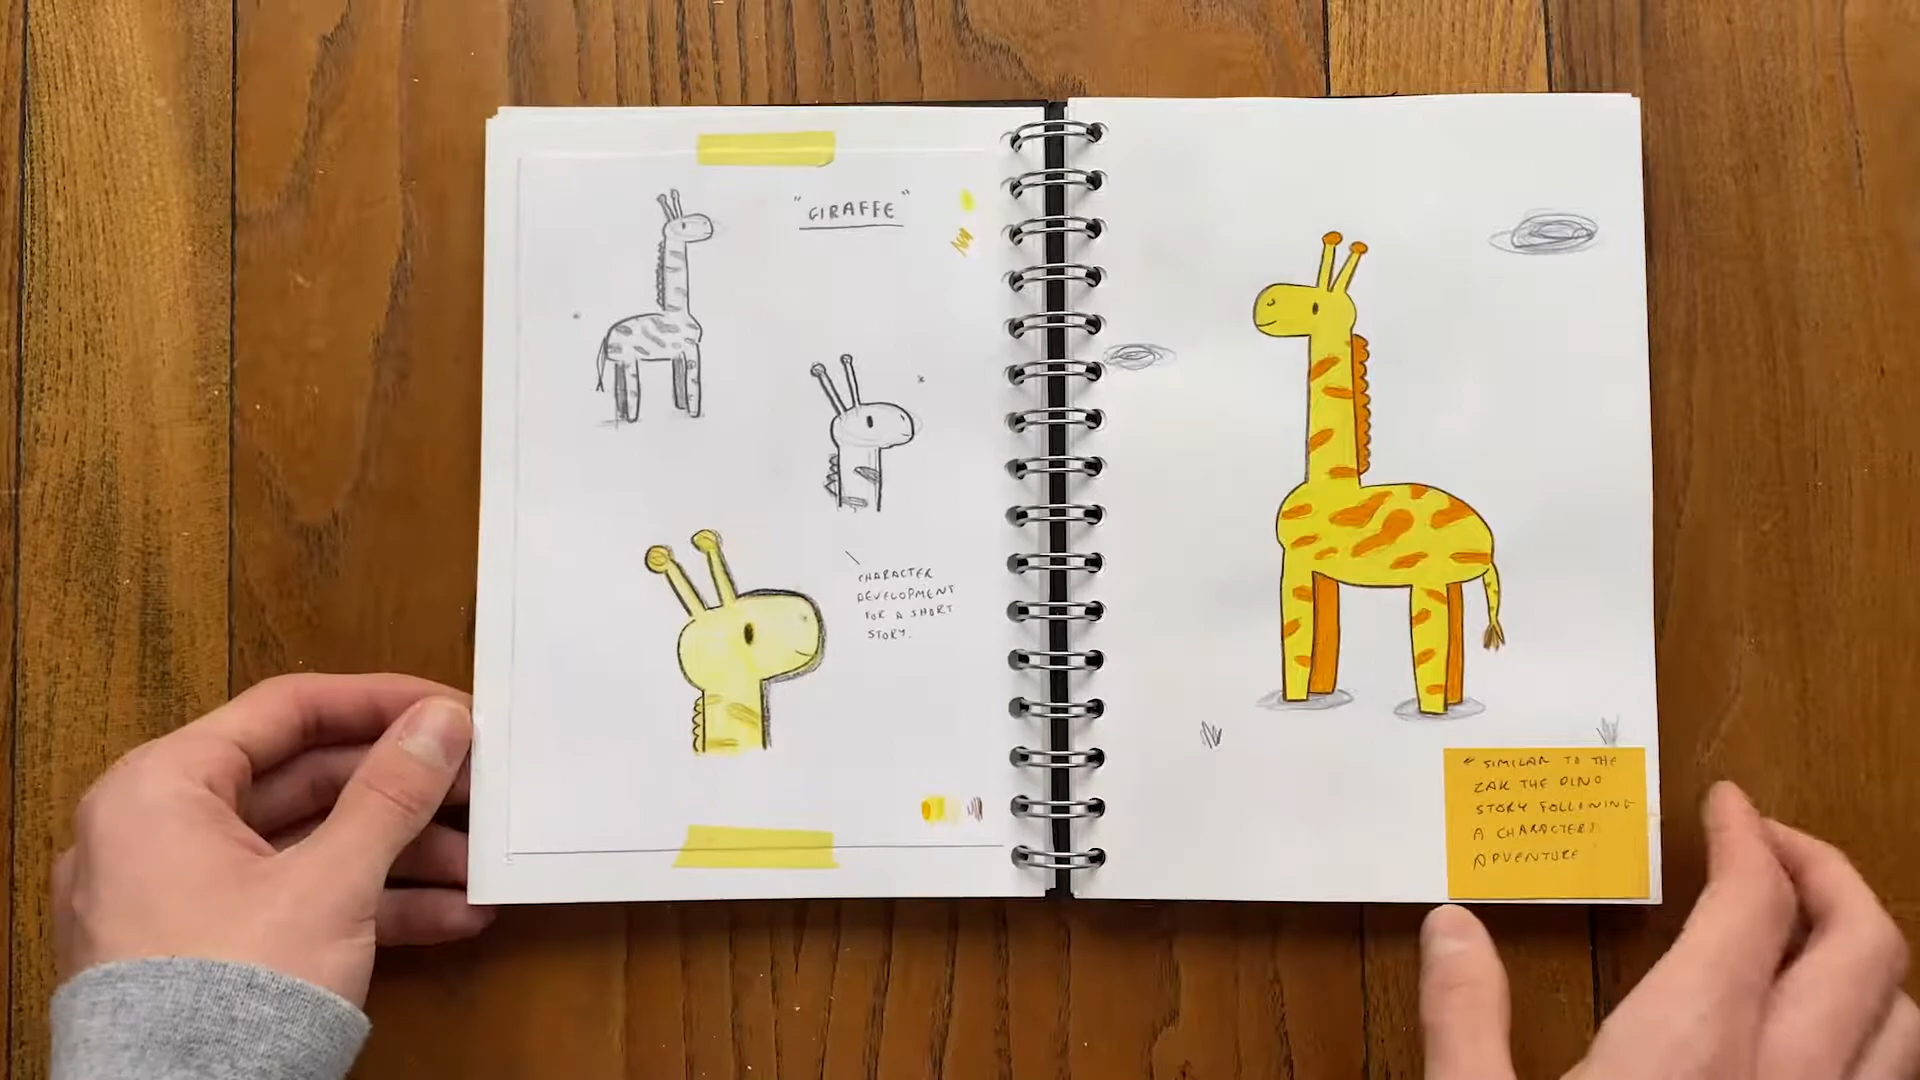 "GIRAFFE"
CHARACTER
DEVELOPMENT
FOR A SHORT
STORY.
" SIMILAR TO THE
ZAK THE DINO
STORY FOLLOWING
A CHARACTERS
ADVENTURE